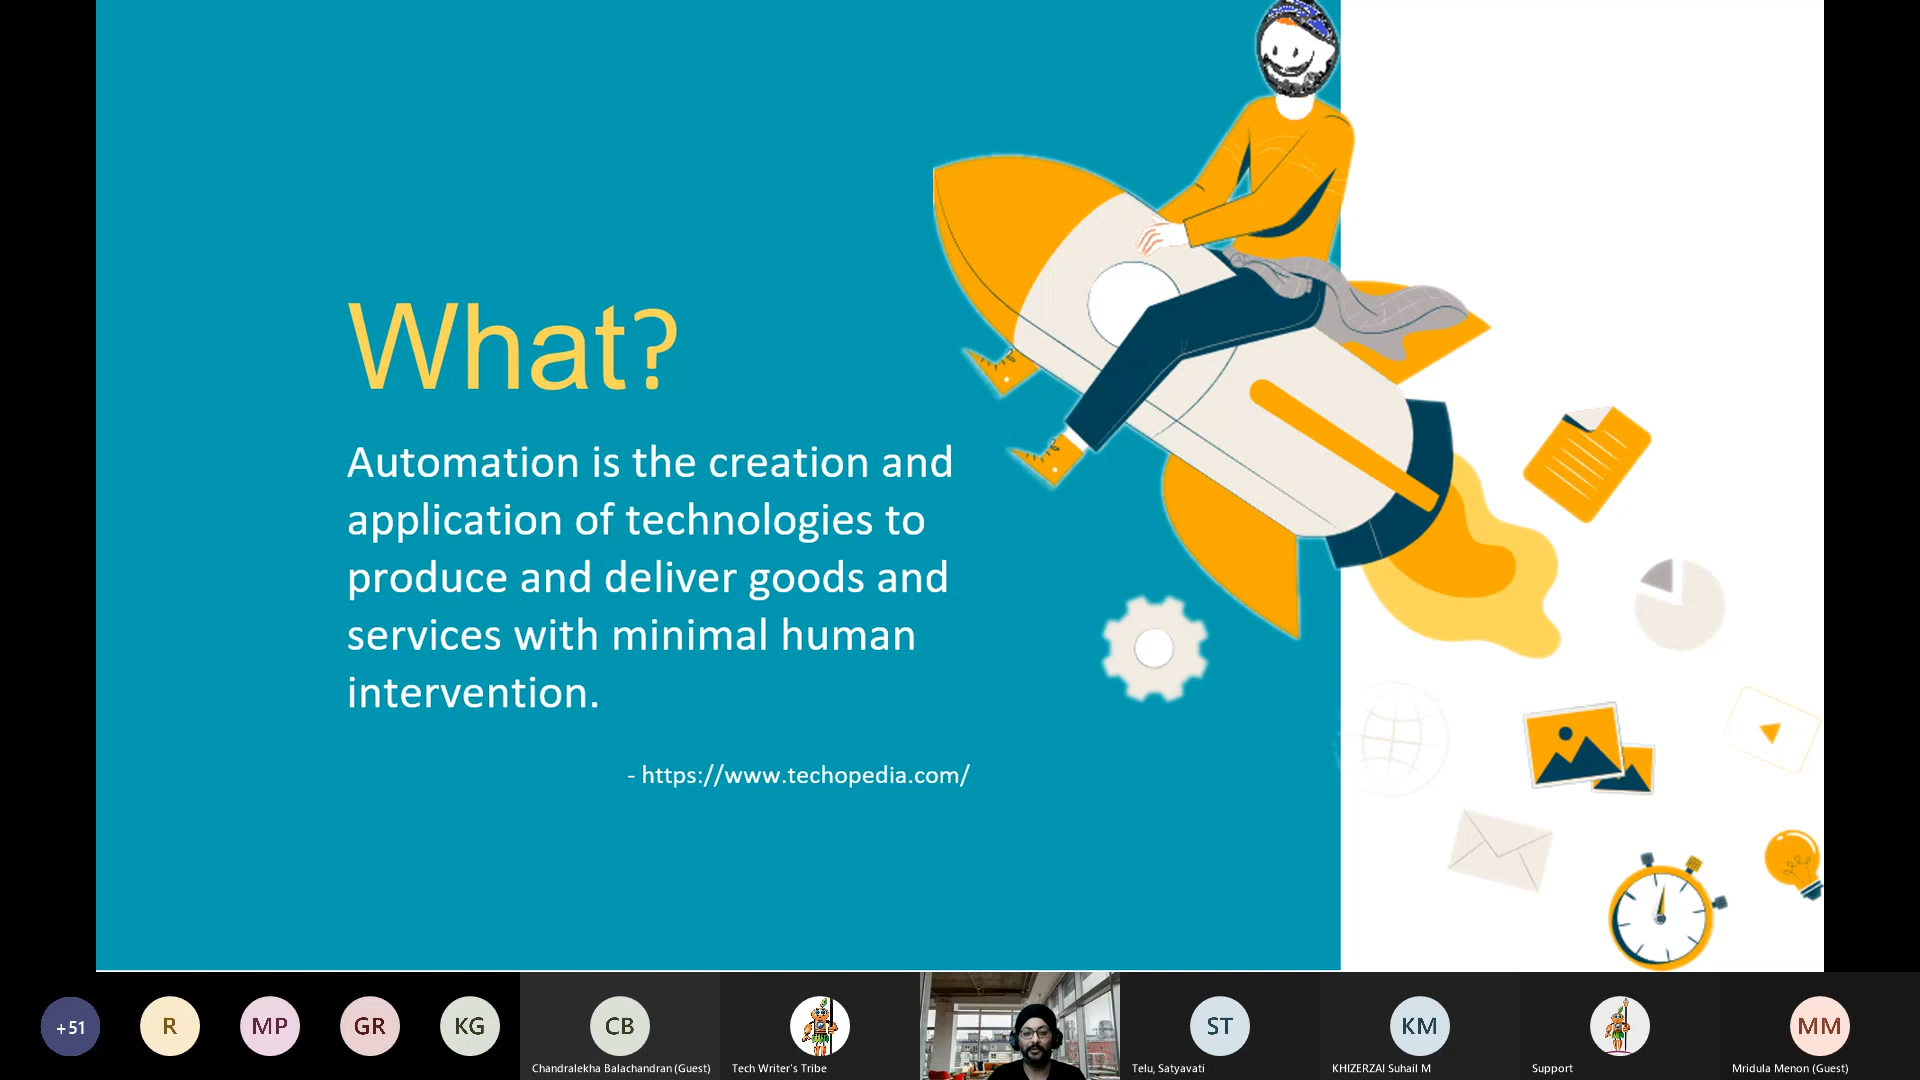 What?
Automation is the creation and
application of technologies to
produce and deliver goods and
services with minimal human
intervention.
- https://www.techopedia.com/
+51
R
MP
GR
KG
CB
ST
KM
MM
Chandralekha Balachandran (Guest)
Tech Writer's Tribe
Telu, Satyavati
KHIZERZAI Suhail M
Support
Mridula Menon (Guest)